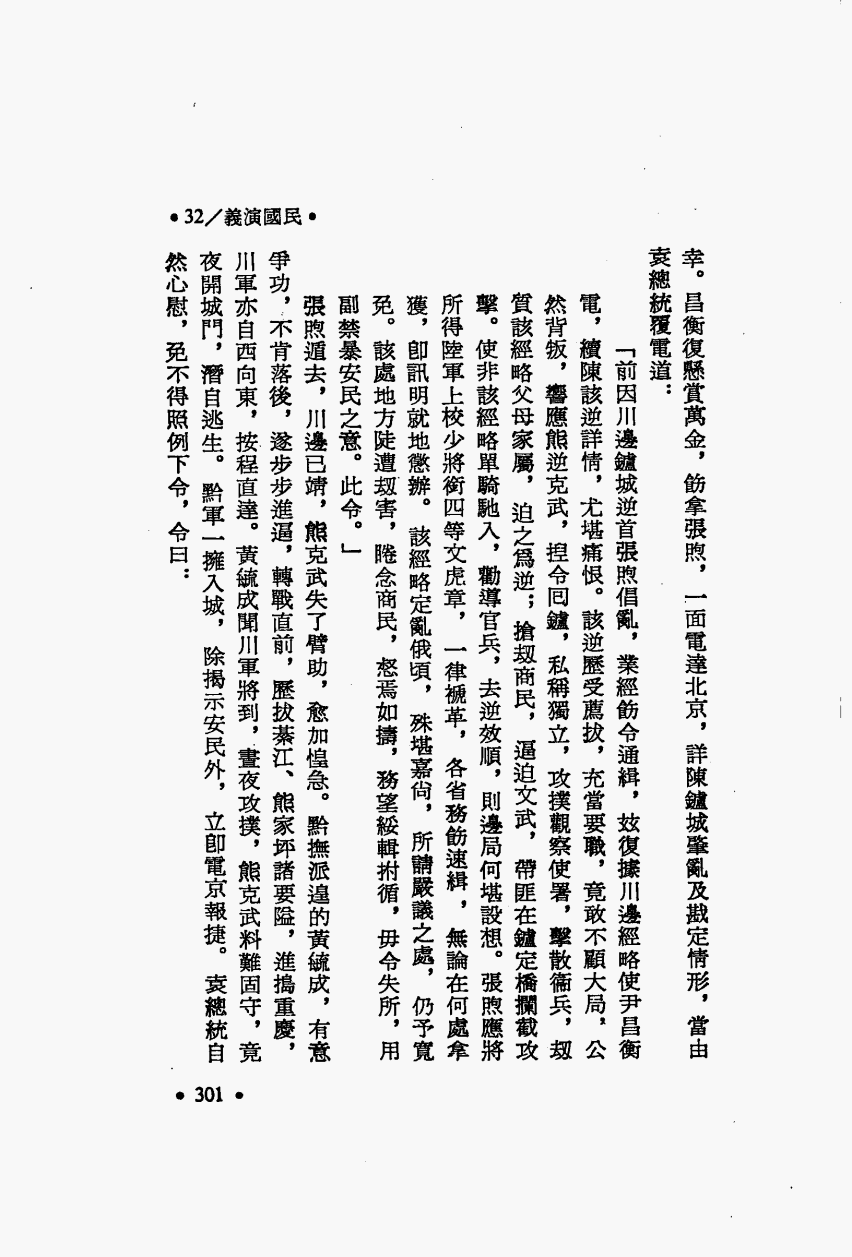 •32／義演國民•
幸。昌衡復懸賞萬金，飭拿張煦，一面電達北京，詳陳鑪城肇亂及戡定情形，當由
袁總統覆電道：
「前因川邊鑪城逆首張煦倡亂，業經飭令通緝，玆復據川邊經略使尹昌衡
電，續陳該逆詳情，尤堪痛恨。該逆歷受薦拔，充當要職，竟敢不顧大局，公
然背叛，響應熊逆克武，捏令回鑪，私稱獨立，攻撲觀察使署，擊散衞兵，刼
質該經略父母家屬，迫之爲逆；搶刼商民，逼迫文武，帶匪在鑪定橋攔截攻
擊。使非該經略單騎馳入，勸導官兵，去逆效順，則邊局何堪設想。張煦應將
所得陸軍上校少將銜四等文虎章，一律褫革，各省務飭速緝，無論在何處拿
獲，卽訊明就地懲辦。該經略定亂俄頃，殊堪嘉尙，所請嚴議之處，仍予寬
免。該處地方陡遭刼害，睠念商民，惄焉如擣，務望綏輯拊循，毋令失所，用
副禁暴安民之意。此令。」
張煦遁去，川邊已靖，熊克武失了臂助，愈加惶急。黔撫派遑的黃毓成，有意
爭功，不肯落後，遂步步進逼，轉戰直前，歷拔綦江、熊家坪諸要隘，進搗重慶，
川軍亦自西向東，按程直達。黃毓成聞川軍將到，晝夜攻撲，熊克武料難固守，竟
夜開城門，潛自逃生。黔軍一擁入城，除揭示安民外，立卽電京報捷。袁總統自
然心慰，免不得照例下令，令曰：
•301•